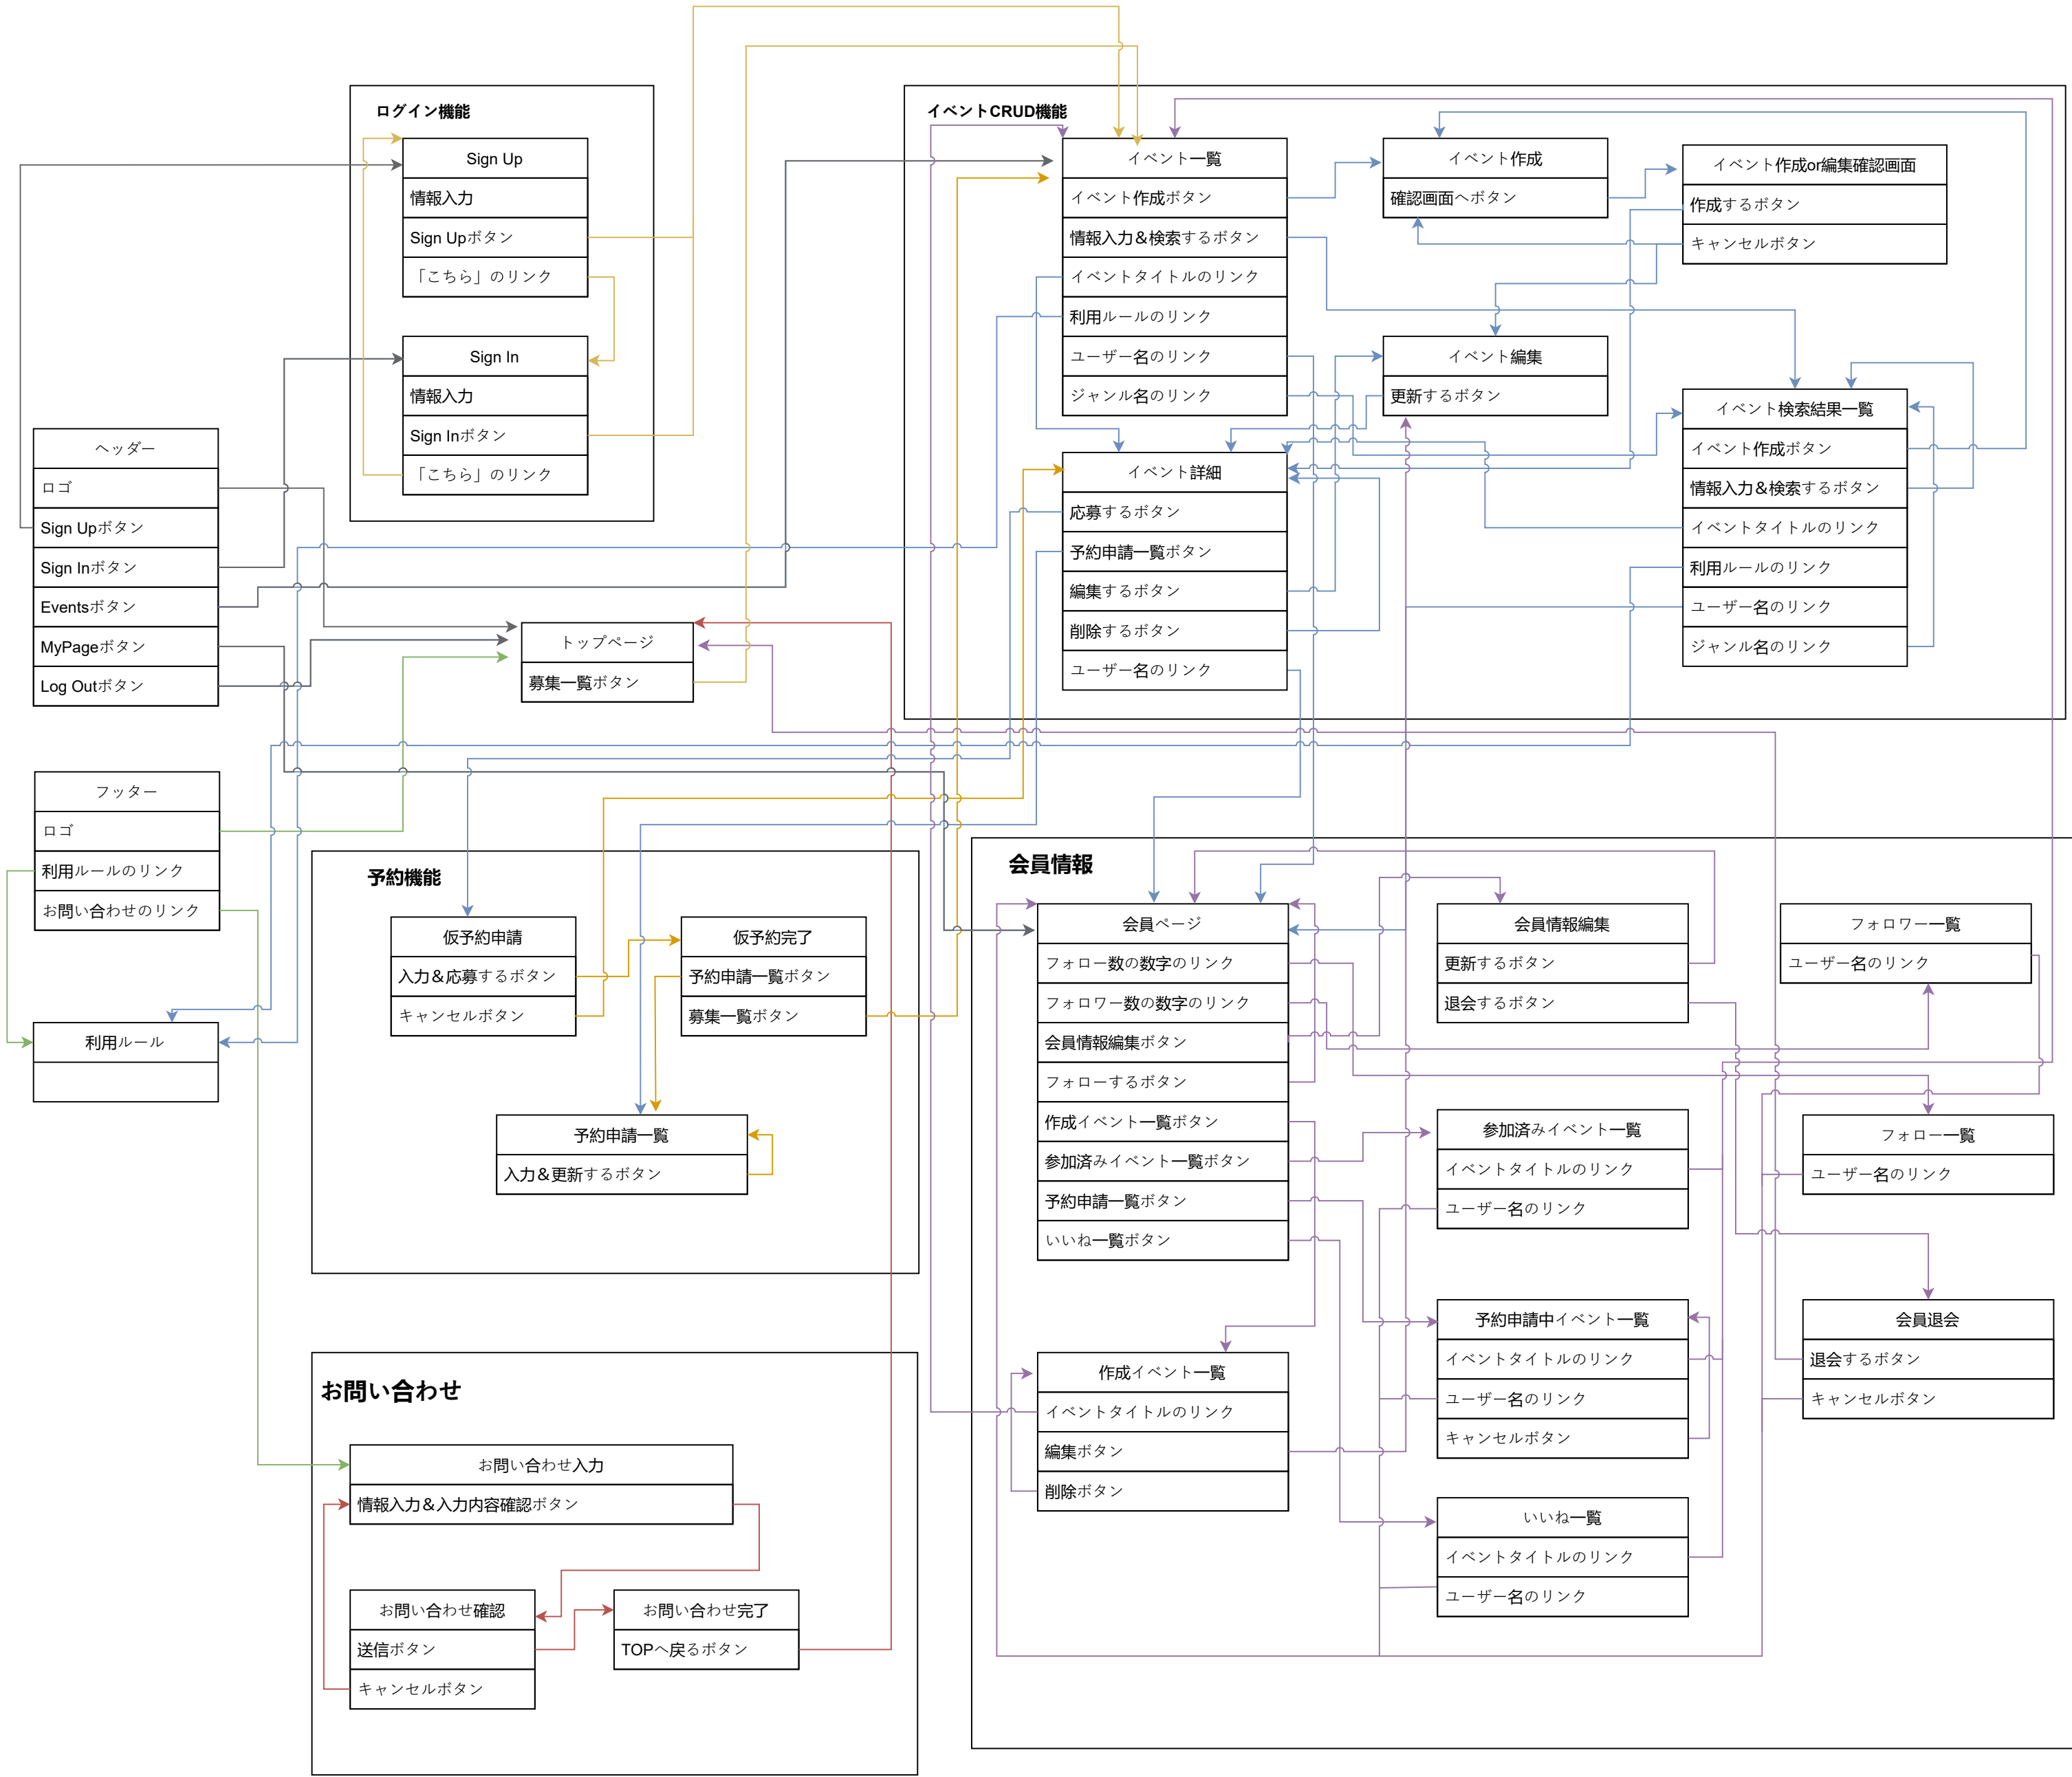 ログイン機能
Sign Up
情報入力
Sign Upボタン
「こちら」のリンク
Sign In
情報入力
Sign Inボタン
「こちら」のリンク
ヘッダー
ロゴ
Sign Upボタン
Sign Inボタン
Eventsボタン
MyPageボタン
Log Outボタン
トップページ
募集一覧ボタン
フッター
ロゴ
利用ルールのリンク
お問い合わせのリンク
利用ルール
イベントCRUD機能
イベント一覧
イベント作成ボタン
情報入力＆検索するボタン
イベントタイトルのリンク
利用ルールのリンク
ユーザー名のリンク
ジャンル名のリンク
イベント作成
確認画面へボタン
イベント作成or編集確認画面
作成するボタン
キャンセルボタン
イベント編集
更新するボタン
イベント検索結果一覧
イベント作成ボタン
情報入力＆検索するボタン
イベントタイトルのリンク
利用ルールのリンク
ユーザー名のリンク
ジャンル名のリンク
イベント詳細
応募するボタン
予約申請一覧ボタン
編集するボタン
削除するボタン
ユーザー名のリンク
予約機能
仮予約申請
入力＆応募するボタン
キャンセルボタン
仮予約完了
予約申請一覧ボタン
募集一覧ボタン
予約申請一覧
入力＆更新するボタン
会員情報
会員ページ
フォロー数の数字のリンク
フォロワー数の数字のリンク
会員情報編集ボタン
フォローするボタン
作成イベント一覧ボタン
参加済みイベント一覧ボタン
予約申請一覧ボタン
いいね一覧ボタン
会員情報編集
更新するボタン
退会するボタン
フォロワー一覧
ユーザー名のリンク
参加済みイベント一覧
イベントタイトルのリンク
ユーザー名のリンク
フォロー一覧
ユーザー名のリンク
予約申請中イベント一覧
イベントタイトルのリンク
ユーザー名のリンク
キャンセルボタン
会員退会
退会するボタン
キャンセルボタン
作成イベント一覧
イベントタイトルのリンク
編集ボタン
削除ボタン
いいね一覧
イベントタイトルのリンク
ユーザー名のリンク
お問い合わせ
お問い合わせ入力
情報入力＆入力内容確認ボタン
お問い合わせ確認
送信ボタン
キャンセルボタン
お問い合わせ完了
TOPへ戻るボタン